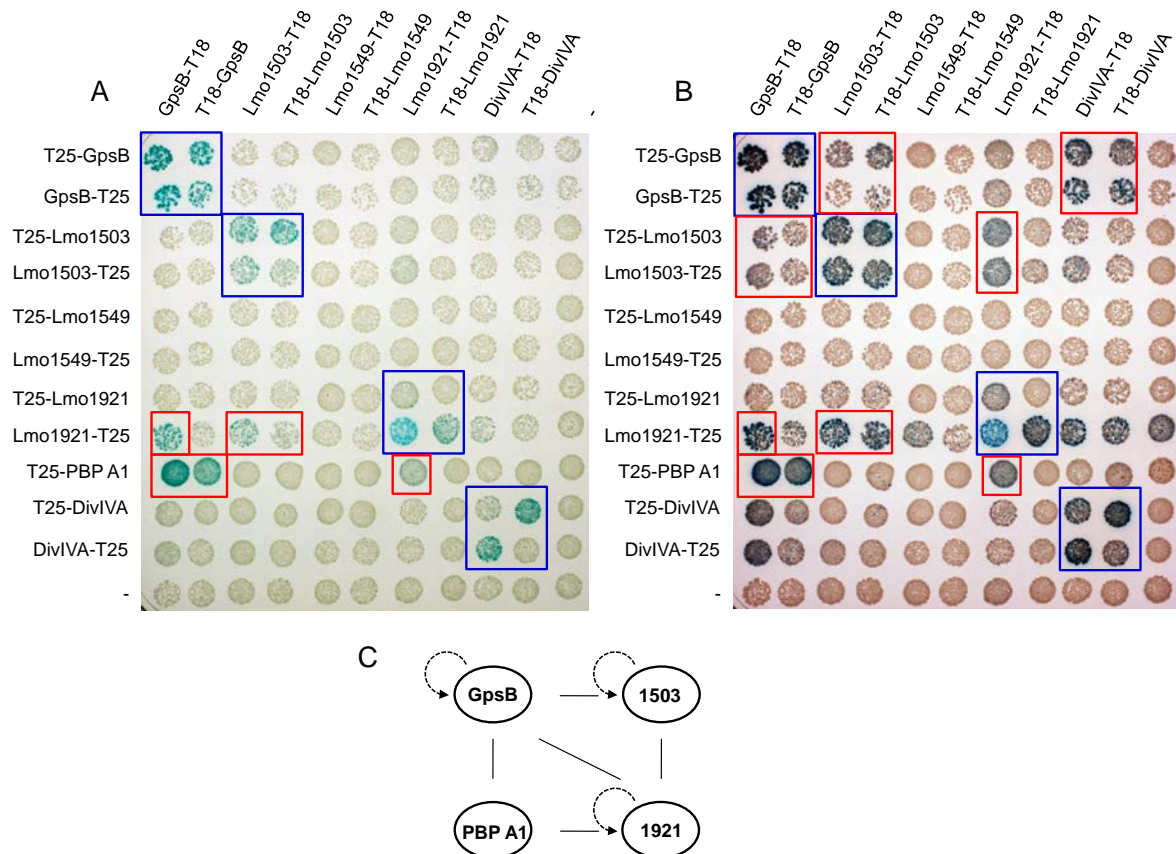 A
GpsB-T18
T18-GpsB
Lmo1503-T18
T18-Lmo1503
Lmo1549-T18
T18-Lmo1549
Lmo1921-T18
T18-Lmo1921
DivIVA-T18
T18-DivIVA
-
T25-GpsB
GpsB-T25
T25-Lmo1503
Lmo1503-T25
T25-Lmo1549
Lmo1549-T25
T25-Lmo1921
Lmo1921-T25
T25-PBP A1
T25-DivIVA
DivIVA-T25
-
B
GpsB-T18
T18-GpsB
Lmo1503-T18
T18-Lmo1503
Lmo1549-T18
T18-Lmo1549
Lmo1921-T18
T18-Lmo1921
DivIVA-T18
T18-DivIVA
T25-GpsB
GpsB-T25
T25-Lmo1503
Lmo1503-T25
T25-Lmo1549
Lmo1549-T25
T25-Lmo1921
Lmo1921-T25
T25-PBP A1
T25-DivIVA
DivIVA-T25
-
C
GpsB
1503
PBP A1
1921